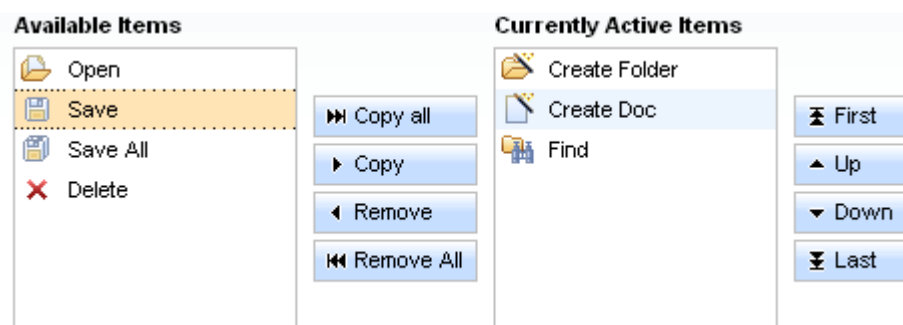 Available Items
Open
Save
Save All
Delete
Copy all
Copy
Remove
Remove All
Currently Active Items
Create Folder
Create Doc
Find
First
Up
Down
Last